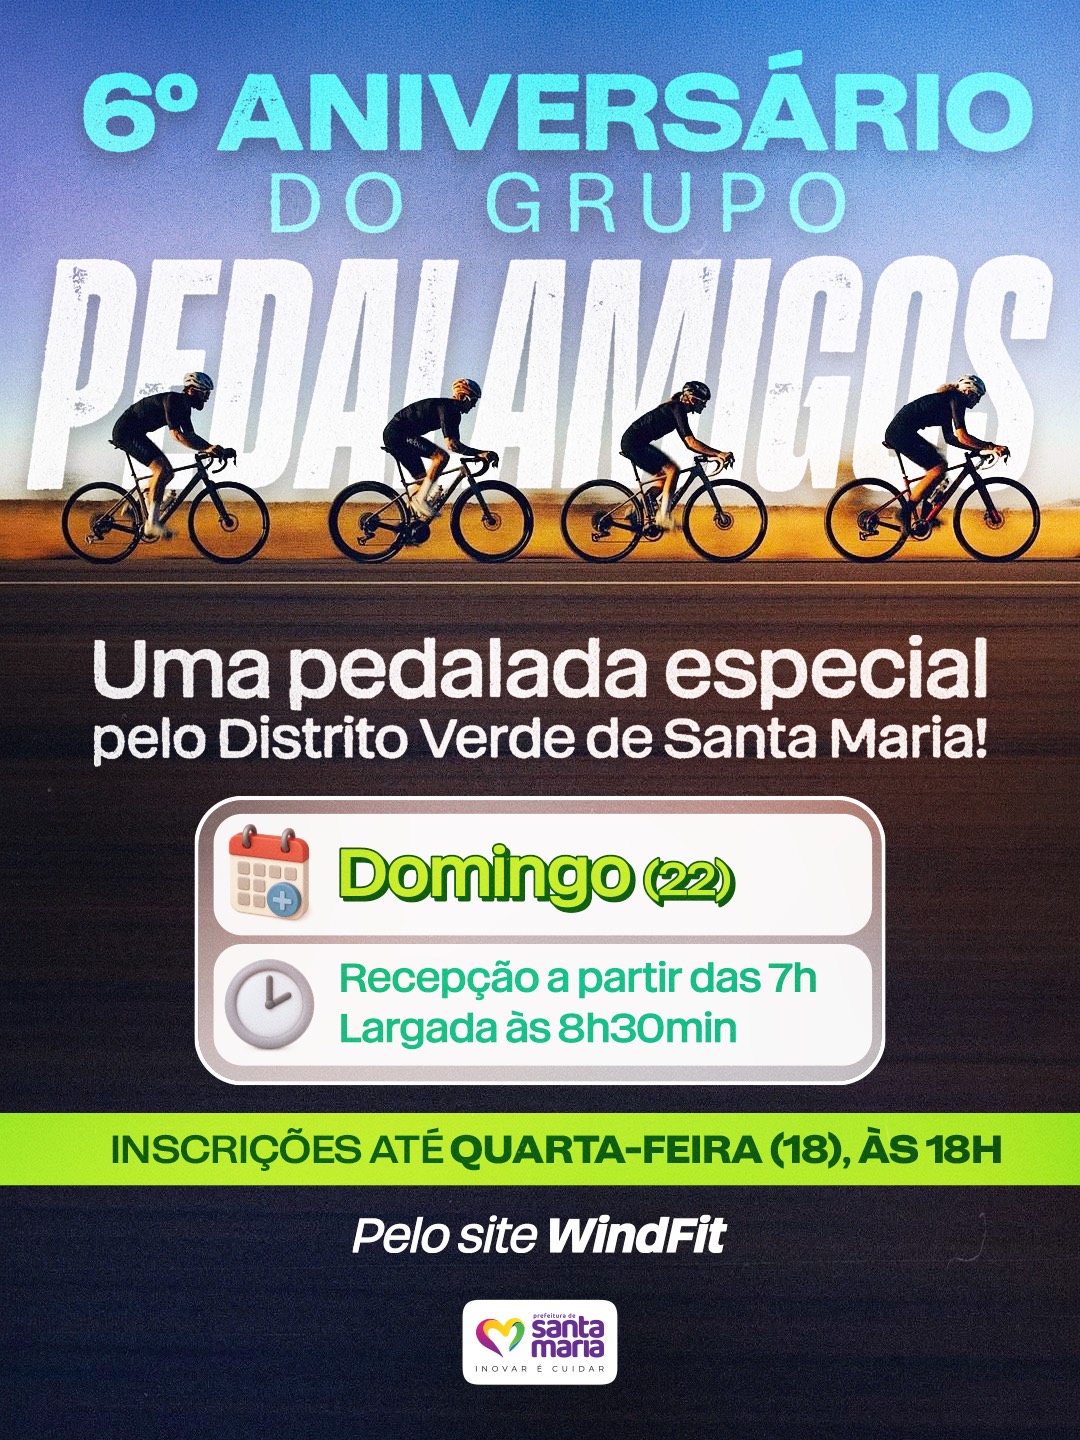 6º ANIVERSÁRIO
DO GRUPO
PEDALAMIGOS
Uma pedalada especial
pelo Distrito Verde de Santa Maria!
Domingo (22)
Recepção a partir das 7h
Largada às 8h30min
INSCRIÇÕES ATÉ QUARTA-FEIRA (18), ÀS 18H
Pelo site WindFit
prefeitura de
santa
maria
INOVAR É CUIDAR